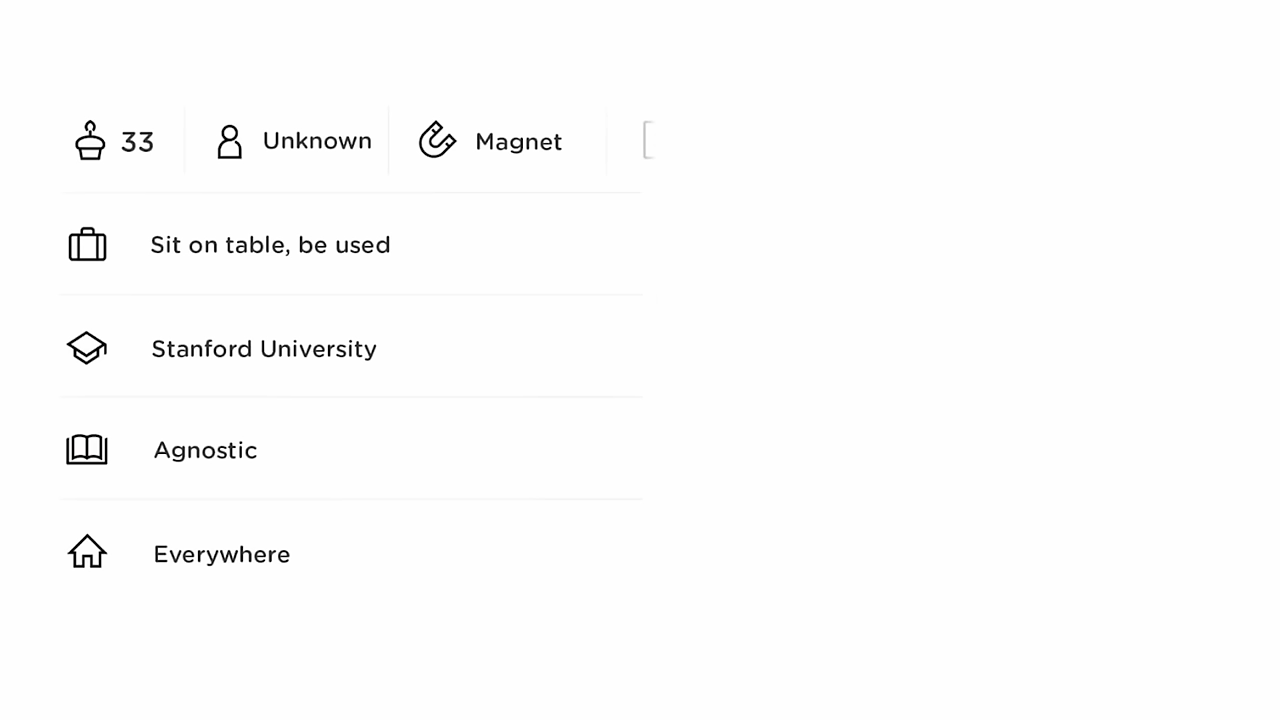 33 Unknown Magnet
Sit on table, be used
Stanford University
Agnostic
Everywhere